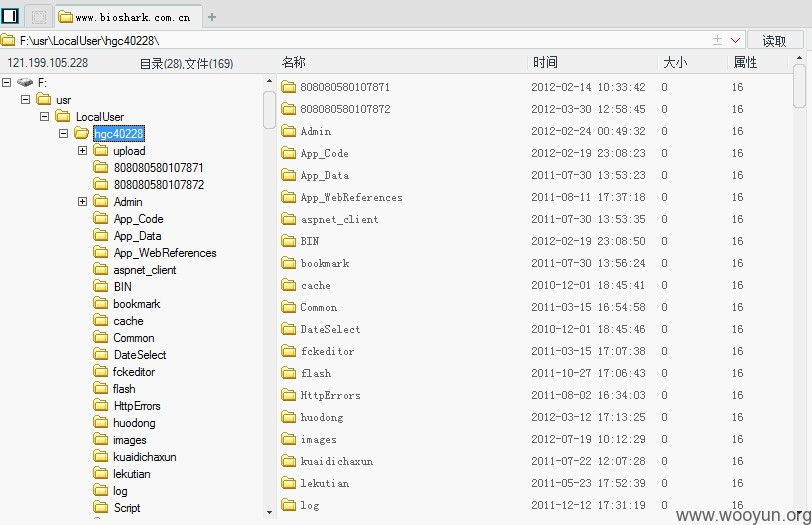 www.bioshark.com.cn
F:\usr\LocalUser\hgc40228\
读取
121.199.105.228 目录(28),文件(169)
F:
usr
LocalUser
hgc40228
upload
808080580107871
808080580107872
Admin
App_Code
App_Data
App_WebReferences
aspnet_client
BIN
bookmark
cache
Common
DateSelect
fckeditor
flash
HttpErrors
huodong
images
kuaidichaxun
lekutian
log
Script
名称 时间 大小 属性
808080580107871 2012-02-14 10:33:42 0 16
808080580107872 2012-03-30 12:58:45 0 16
Admin 2012-02-24 00:49:32 0 16
App_Code 2012-02-19 23:08:23 0 16
App_Data 2011-07-30 13:53:23 0 16
App_WebReferences 2011-08-11 17:37:18 0 16
aspnet_client 2011-07-30 13:53:35 0 16
BIN 2012-02-19 23:08:50 0 16
bookmark 2011-07-30 13:56:24 0 16
cache 2010-12-01 18:45:41 0 16
Common 2011-03-15 16:54:58 0 16
DateSelect 2010-12-01 18:45:46 0 16
fckeditor 2011-03-15 17:07:38 0 16
flash 2011-10-27 17:06:43 0 16
HttpErrors 2011-08-02 16:34:03 0 16
huodong 2012-03-12 17:13:25 0 16
images 2012-07-19 10:12:29 0 16
kuaidichaxun 2011-07-22 12:07:28 0 16
lekutian 2011-05-23 17:52:39 0 16
log 2011-12-12 17:31:19 0 16
www.wooyun.org